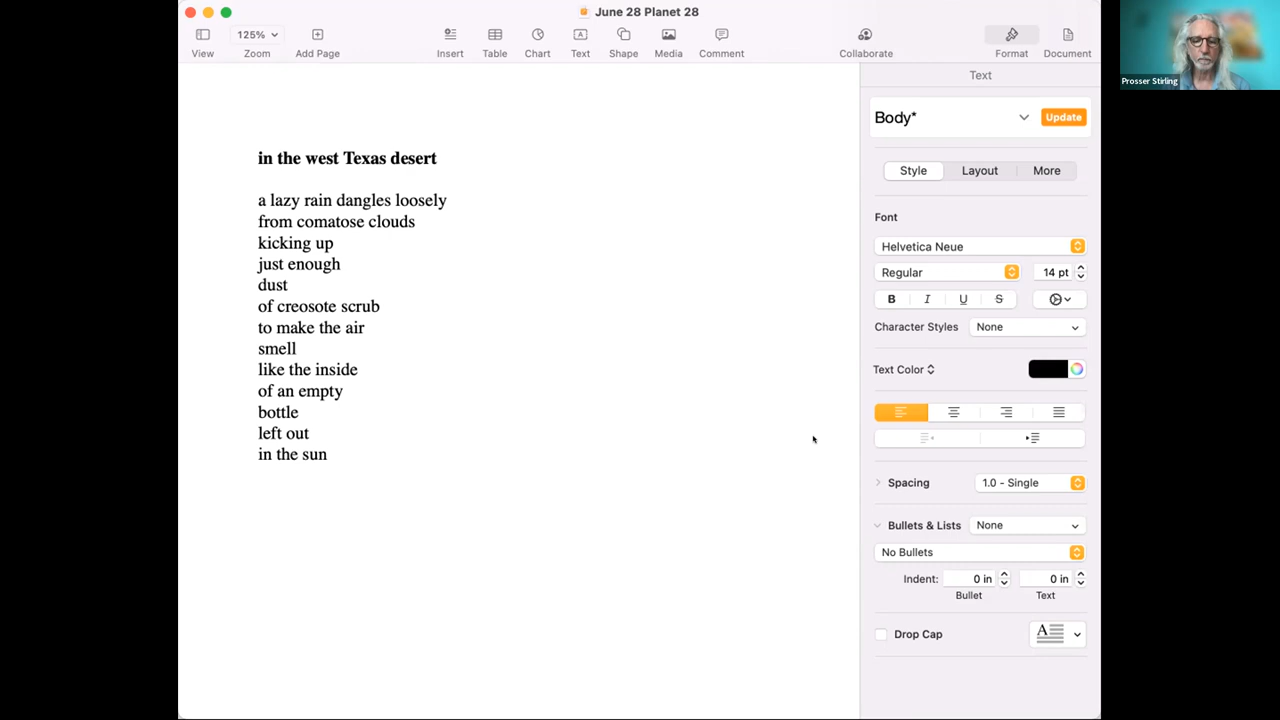 June 28 Planet 28
125%
View
Zoom
Add Page
Insert
Table
Chart
Text
Shape
Media
Comment
Collaborate
Format
Document
Prosser Stirling
in the west Texas desert
a lazy rain dangles loosely
from comatose clouds
kicking up
just enough
dust
of creosote scrub
to make the air
smell
like the inside
of an empty
bottle
left out
in the sun
Text
Body*
Update
Style
Layout
More
Font
Helvetica Neue
Regular
14 pt
B I U S
Character Styles
None
Text Color
Spacing
1.0 - Single
Bullets & Lists
None
No Bullets
Indent:
0 in
0 in
Bullet
Text
Drop Cap
A